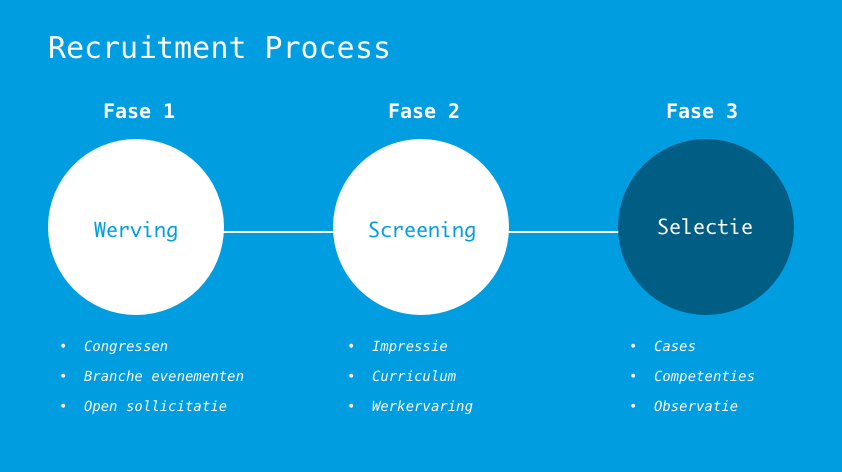 Recruitment Process
Fase 1
Fase 2
Fase 3
Werving
Screening
Selectie
• Congressen
• Branche evenementen
• Open sollicitatie
• Impressie
• Curriculum
• Werkervaring
• Cases
• Competenties
• Observatie